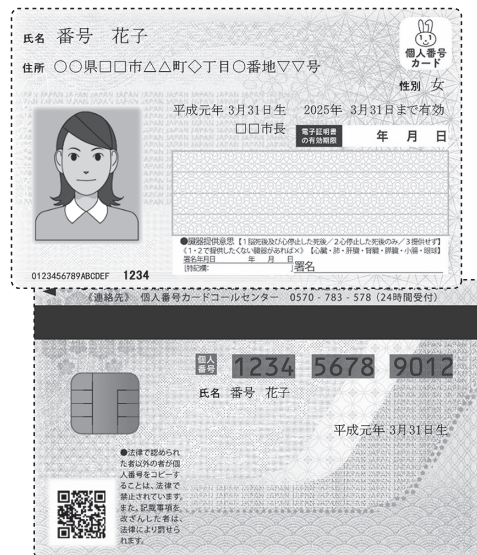 氏名 番号 花子
個人番号
カード
住所 ○○県□□市△△町◇丁目○番地▽▽号
性別 女
平成元年 3月31日生 2025年 3月31日まで有効
□□市長
電子証明書
の有効期限
年 月 日
●臓器提供意思【1脳死後及び心停止した死後／2心停止した死後のみ／3提供せず】
《1・2で提供したくない臓器があれば×》【心臓・肺・肝臓・腎臓・膵臓・小腸・眼球】
署名年月日 年 月 日
[特記欄: ] 署名
0123456789ABCDEF 1234
《連絡先》 個人番号カードコールセンター 0570-783-578（24時間受付）
個人
番号
1234 5678 9012
氏名 番号 花子
平成元年 3月31日生
●法律で認められ
た者以外の者が個
人番号をコピーす
ることは、法律で
禁止されています。
また、記載事項を
改ざんした者は、
法律により罰せら
れます。